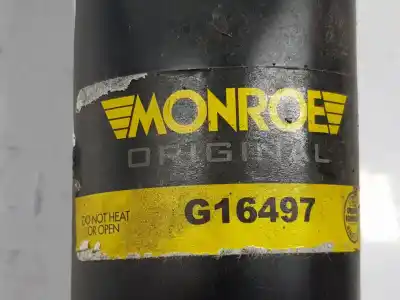 MONROE
ORIGINAL
DO NOT HEAT
OR OPEN
G16497